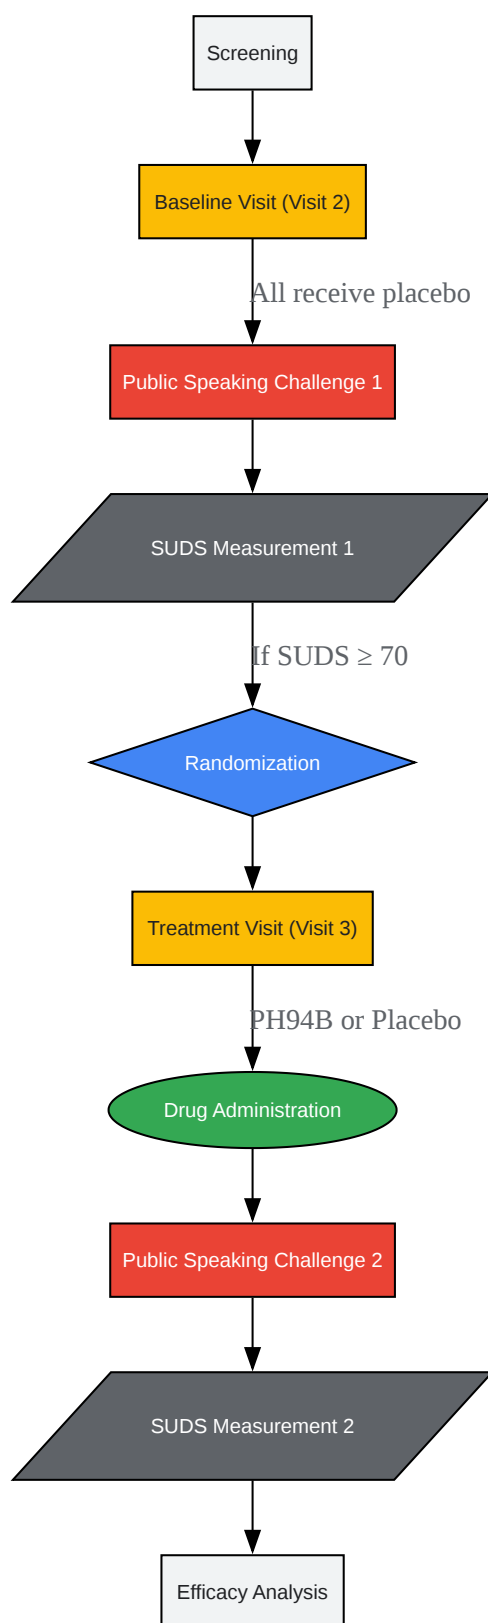 Screening
Baseline Visit (Visit 2)
All receive placebo
Public Speaking Challenge 1
SUDS Measurement 1
If SUDS ≥ 70
Randomization
Treatment Visit (Visit 3)
PH94B or Placebo
Drug Administration
Public Speaking Challenge 2
SUDS Measurement 2
Efficacy Analysis